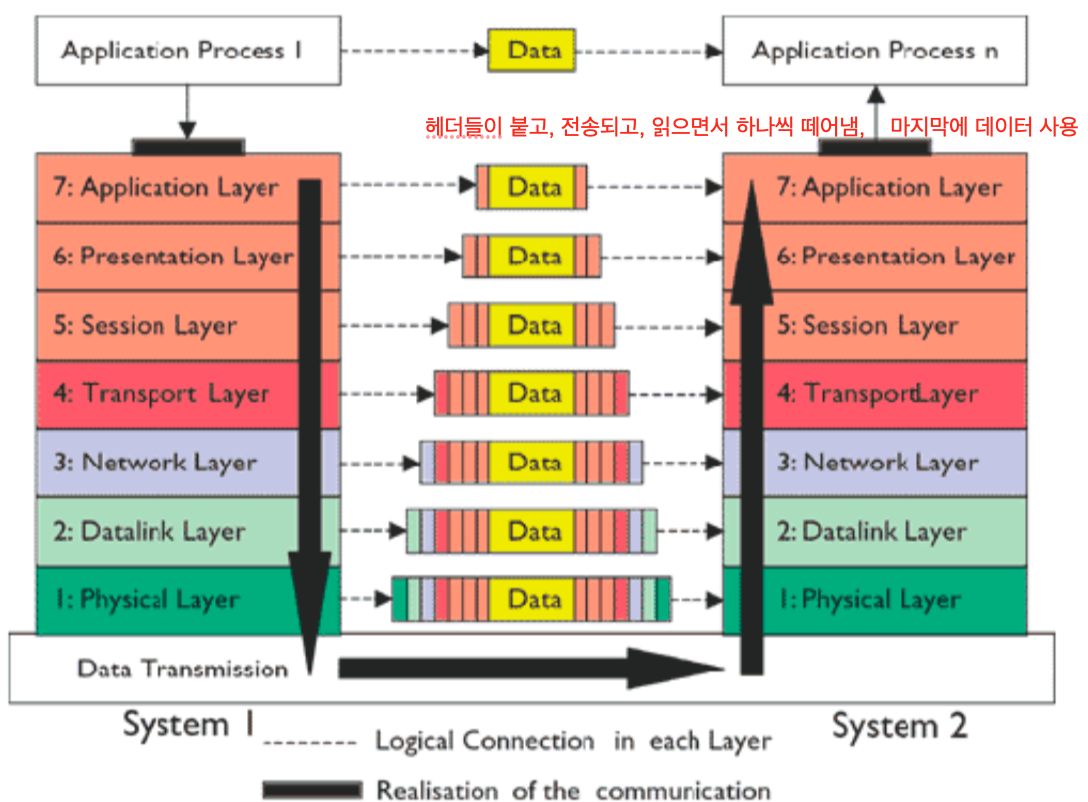 Application Process 1
Data
Application Process n
헤더들이 붙고, 전송되고, 읽으면서 하나씩 떼어냄, 마지막에 데이터 사용
7: Application Layer
Data
7: Application Layer
6: Presentation Layer
Data
6: Presentation Layer
5: Session Layer
Data
5: Session Layer
4: Transport Layer
Data
4: TransportLayer
3: Network Layer
Data
3: Network Layer
2: Datalink Layer
Data
2: Datalink Layer
1: Physical Layer
Data
1: Physical Layer
Data Transmission
System 1
System 2
Logical Connection in each Layer
Realisation of the communication